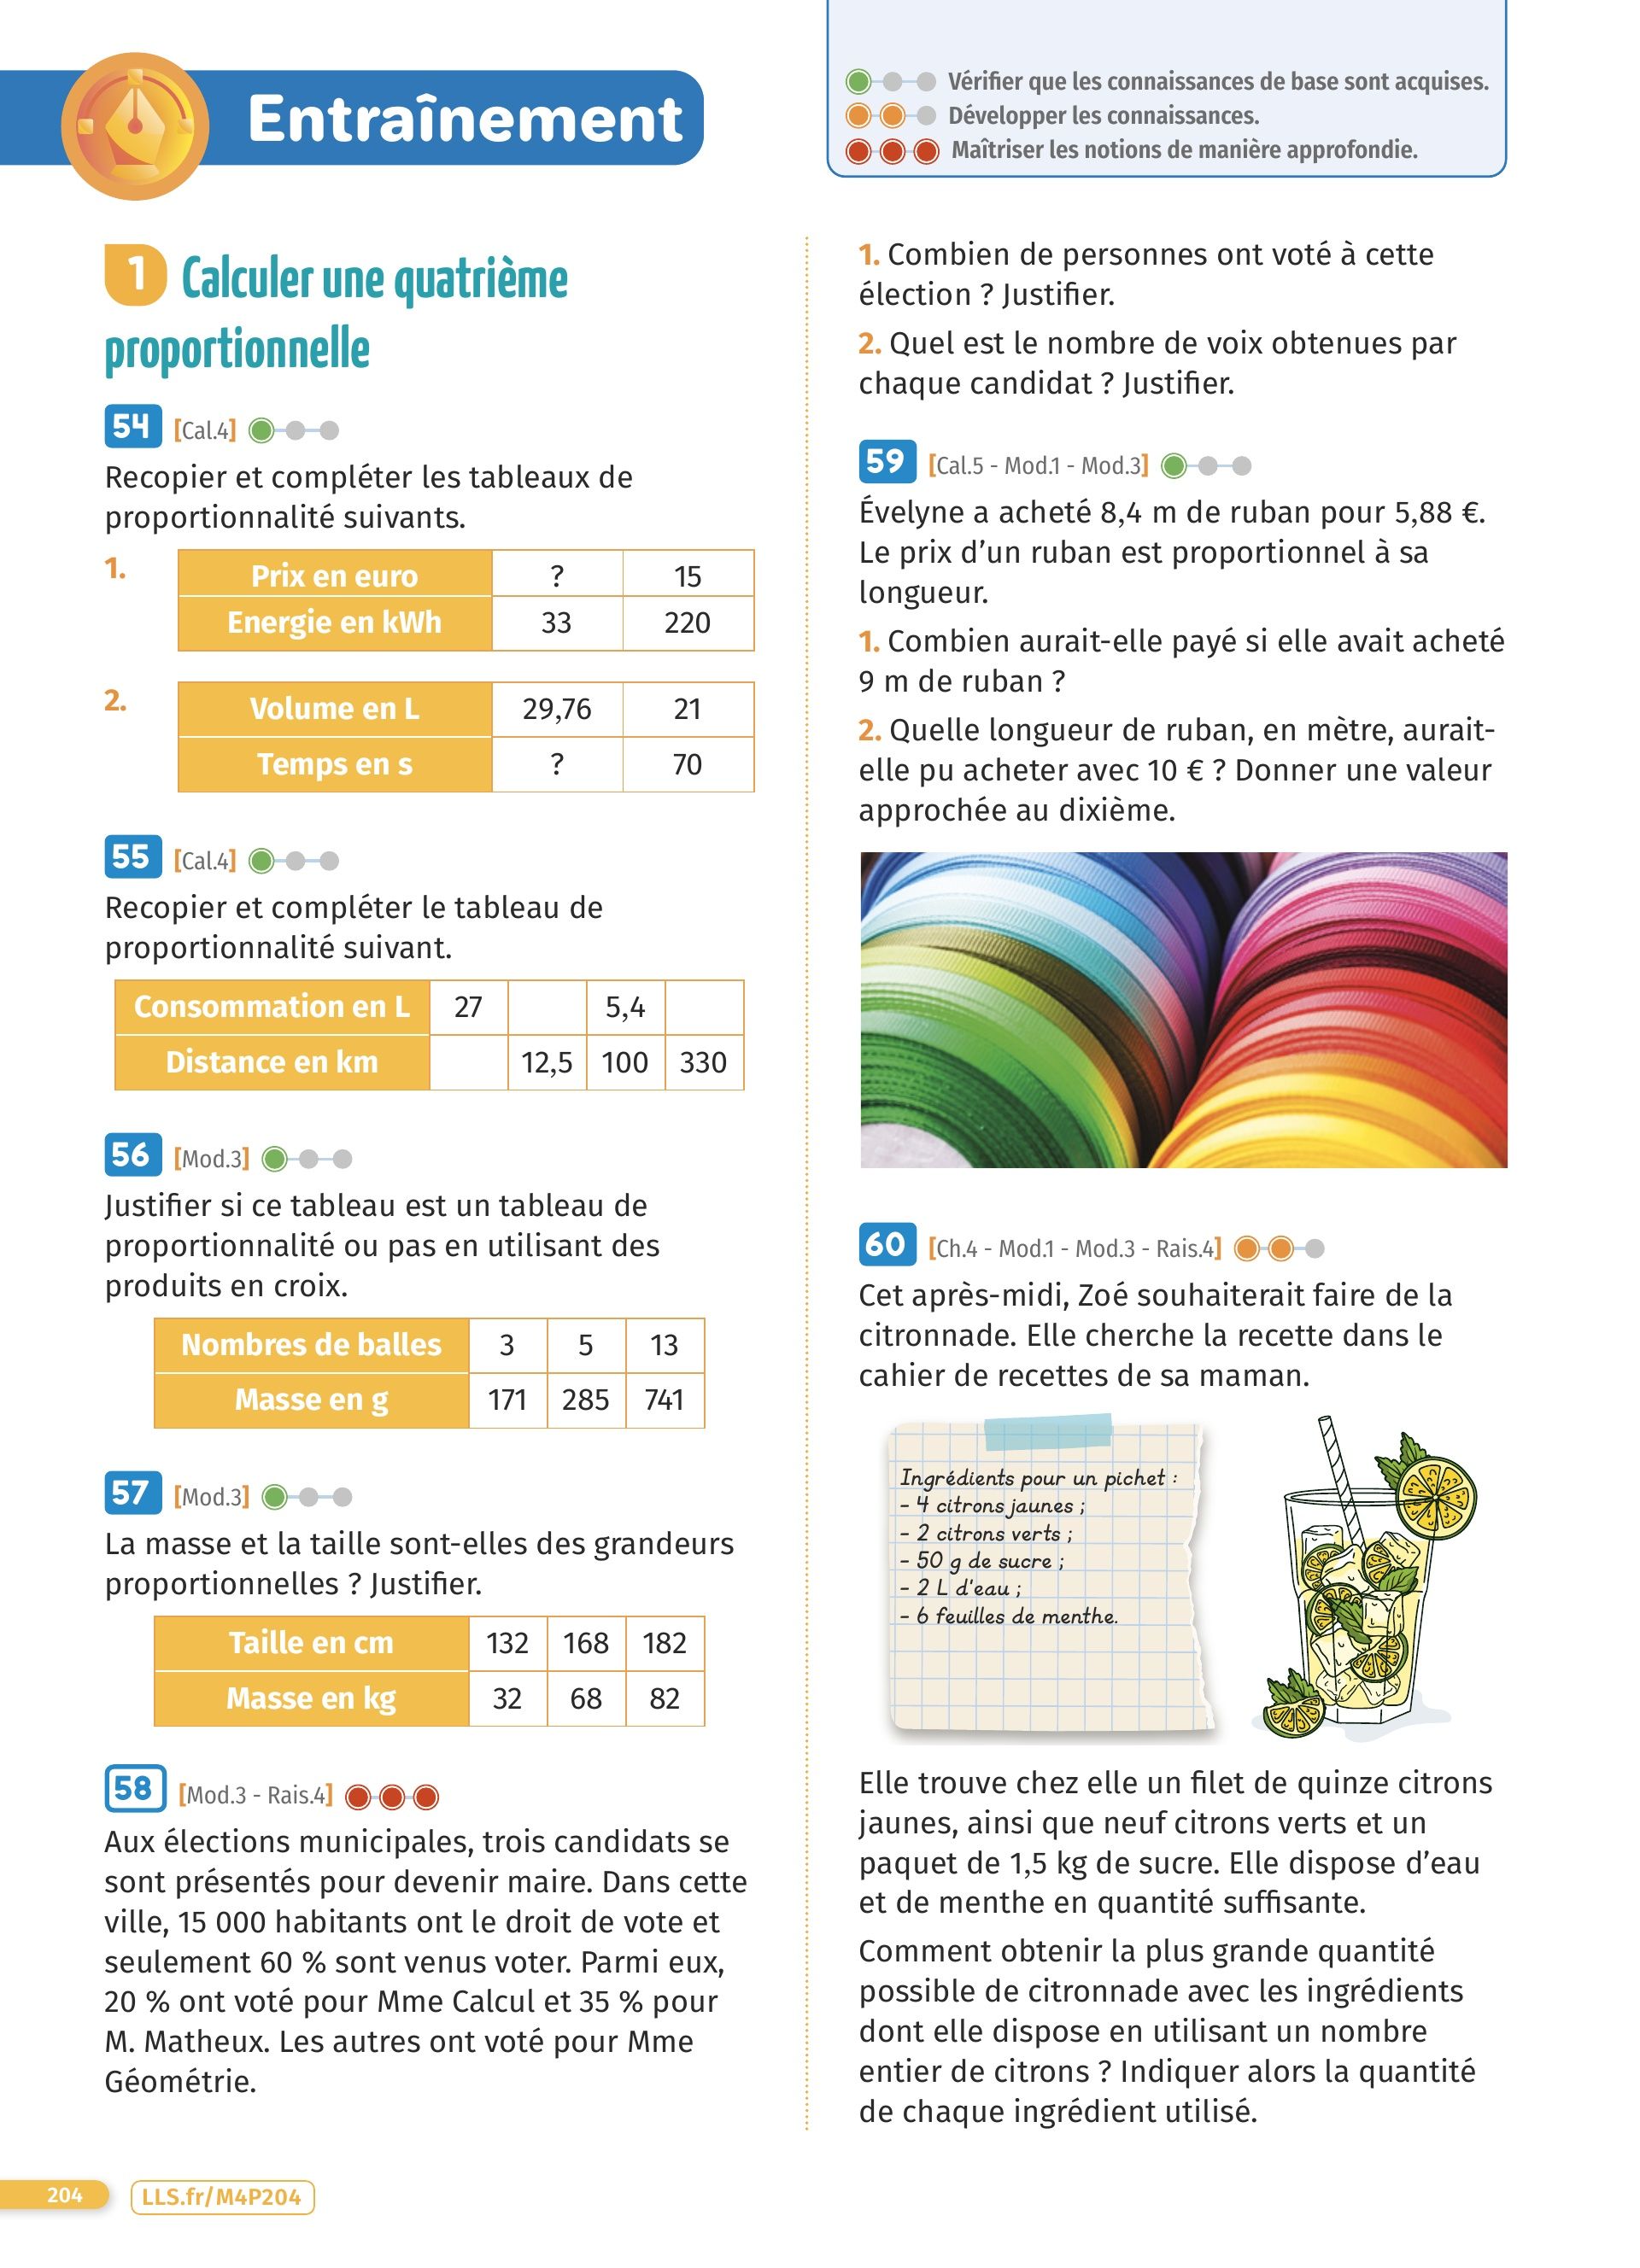 Entraînement
Vérifier que les connaissances de base sont acquises.
Développer les connaissances.
Maîtriser les notions de manière approfondie.
1 Calculer une quatrième
proportionnelle
54 [Cal.4]
Recopier et compléter les tableaux de
proportionnalité suivants.
1.
Prix en euro ? 15
Energie en kWh 33 220
2.
Volume en L 29,76 21
Temps en s ? 70
55 [Cal.4]
Recopier et compléter le tableau de
proportionnalité suivant.
Consommation en L 27 5,4
Distance en km 12,5 100 330
56 [Mod.3]
Justifier si ce tableau est un tableau de
proportionnalité ou pas en utilisant des
produits en croix.
Nombres de balles 3 5 13
Masse en g 171 285 741
57 [Mod.3]
La masse et la taille sont-elles des grandeurs
proportionnelles ? Justifier.
Taille en cm 132 168 182
Masse en kg 32 68 82
58 [Mod.3 - Rais.4]
Aux élections municipales, trois candidats se
sont présentés pour devenir maire. Dans cette
ville, 15 000 habitants ont le droit de vote et
seulement 60 % sont venus voter. Parmi eux,
20 % ont voté pour Mme Calcul et 35 % pour
M. Matheux. Les autres ont voté pour Mme
Géométrie.
1. Combien de personnes ont voté à cette
élection ? Justifier.
2. Quel est le nombre de voix obtenues par
chaque candidat ? Justifier.
59 [Cal.5 - Mod.1 - Mod.3]
Évelyne a acheté 8,4 m de ruban pour 5,88 €.
Le prix d’un ruban est proportionnel à sa
longueur.
1. Combien aurait-elle payé si elle avait acheté
9 m de ruban ?
2. Quelle longueur de ruban, en mètre, aurait-
elle pu acheter avec 10 € ? Donner une valeur
approchée au dixième.
60 [Ch.4 - Mod.1 - Mod.3 - Rais.4]
Cet après-midi, Zoé souhaiterait faire de la
citronnade. Elle cherche la recette dans le
cahier de recettes de sa maman.
Ingrédients pour un pichet :
- 4 citrons jaunes ;
- 2 citrons verts ;
- 50 g de sucre ;
- 2 L d'eau ;
- 6 feuilles de menthe.
Elle trouve chez elle un filet de quinze citrons
jaunes, ainsi que neuf citrons verts et un
paquet de 1,5 kg de sucre. Elle dispose d’eau
et de menthe en quantité suffisante.
Comment obtenir la plus grande quantité
possible de citronnade avec les ingrédients
dont elle dispose en utilisant un nombre
entier de citrons ? Indiquer alors la quantité
de chaque ingrédient utilisé.
204
LLS.fr/M4P204